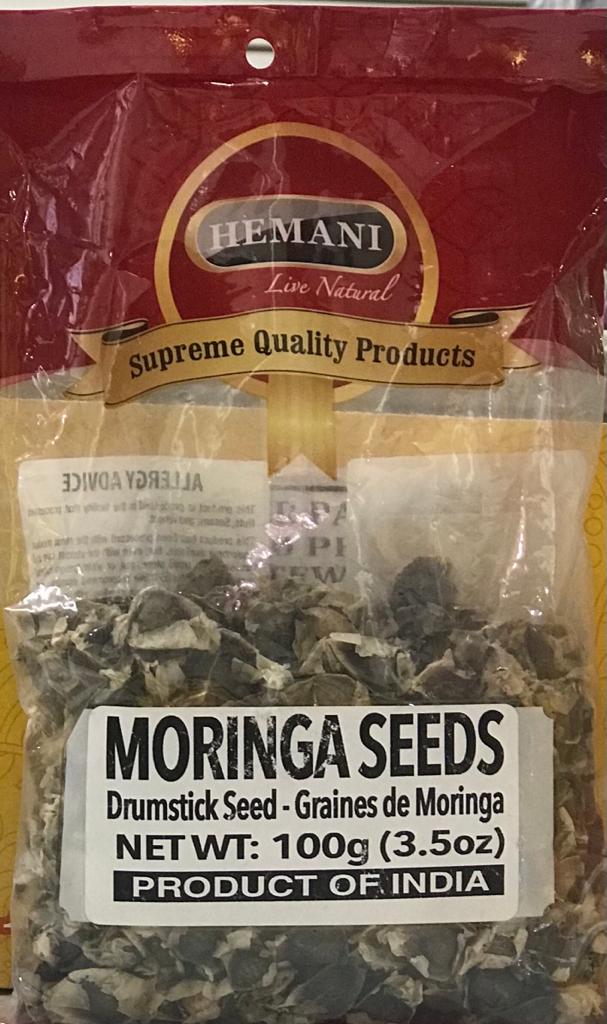 HEMANI
Live Natural
Supreme Quality Products
ALLERGY ADVICE
MORINGA SEEDS
Drumstick Seed - Graines de Moringa
NET WT: 100g (3.5oz)
PRODUCT OF INDIA